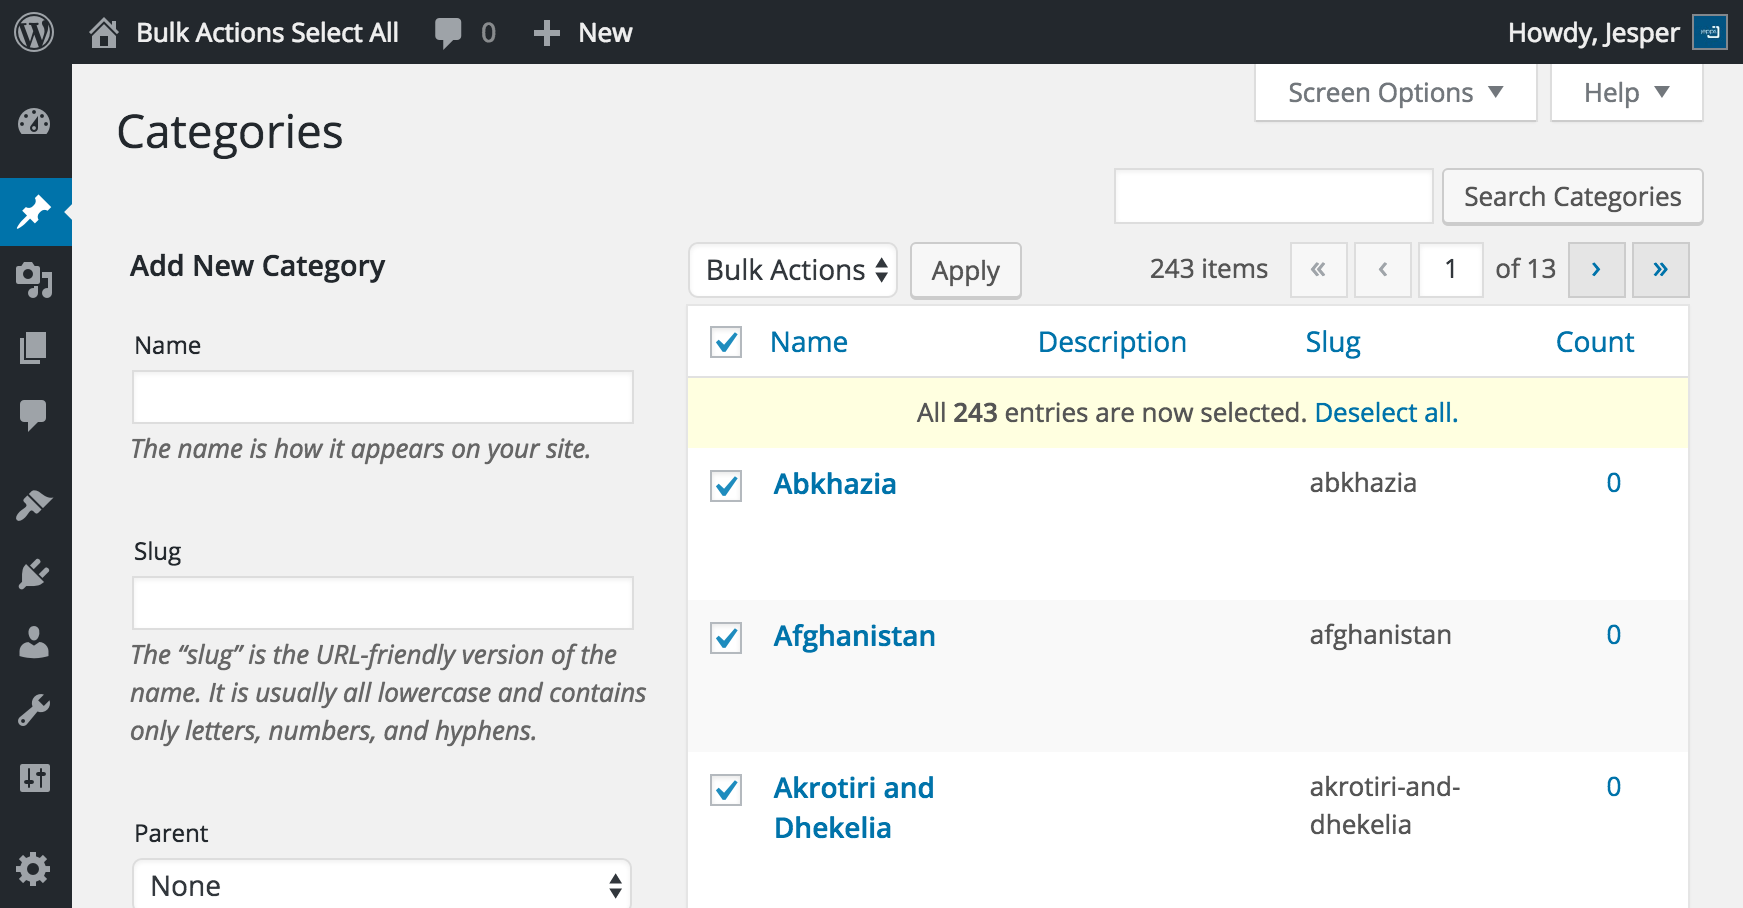 Bulk Actions Select All 0 New Howdy, Jesper
Screen Options Help
Categories
Search Categories
Add New Category
Bulk Actions Apply 243 items « ‹ 1 of 13 › »
Name
Name Description Slug Count
All 243 entries are now selected. Deselect all.
The name is how it appears on your site.
Abkhazia abkhazia 0
Slug
The “slug” is the URL-friendly version of the
name. It is usually all lowercase and contains
only letters, numbers, and hyphens.
Afghanistan afghanistan 0
Akrotiri and
Dhekelia
akrotiri-and-
dhekelia
0
Parent
None